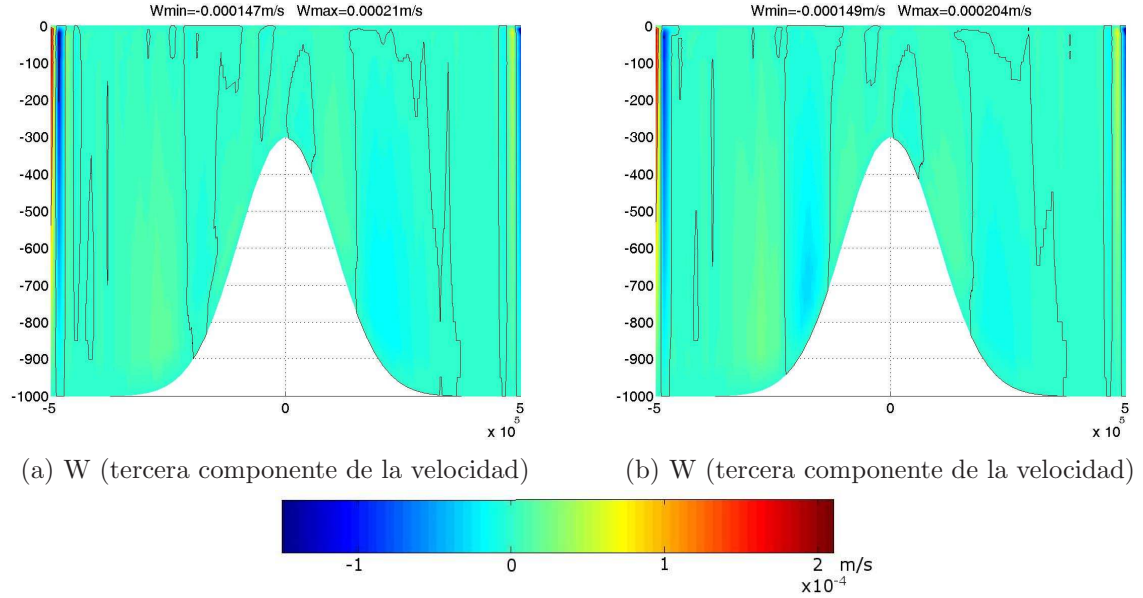 Wmin=-0.000147m/s Wmax=0.00021m/s
0
-100
-200
-300
-400
-500
-600
-700
-800
-900
-1000
-5 0 5
x 10^5
(a) W (tercera componente de la velocidad)
Wmin=-0.000149m/s Wmax=0.000204m/s
0
-100
-200
-300
-400
-500
-600
-700
-800
-900
-1000
-5 0 5
x 10^5
(b) W (tercera componente de la velocidad)
-1 0 1 2 m/s
x10^-4